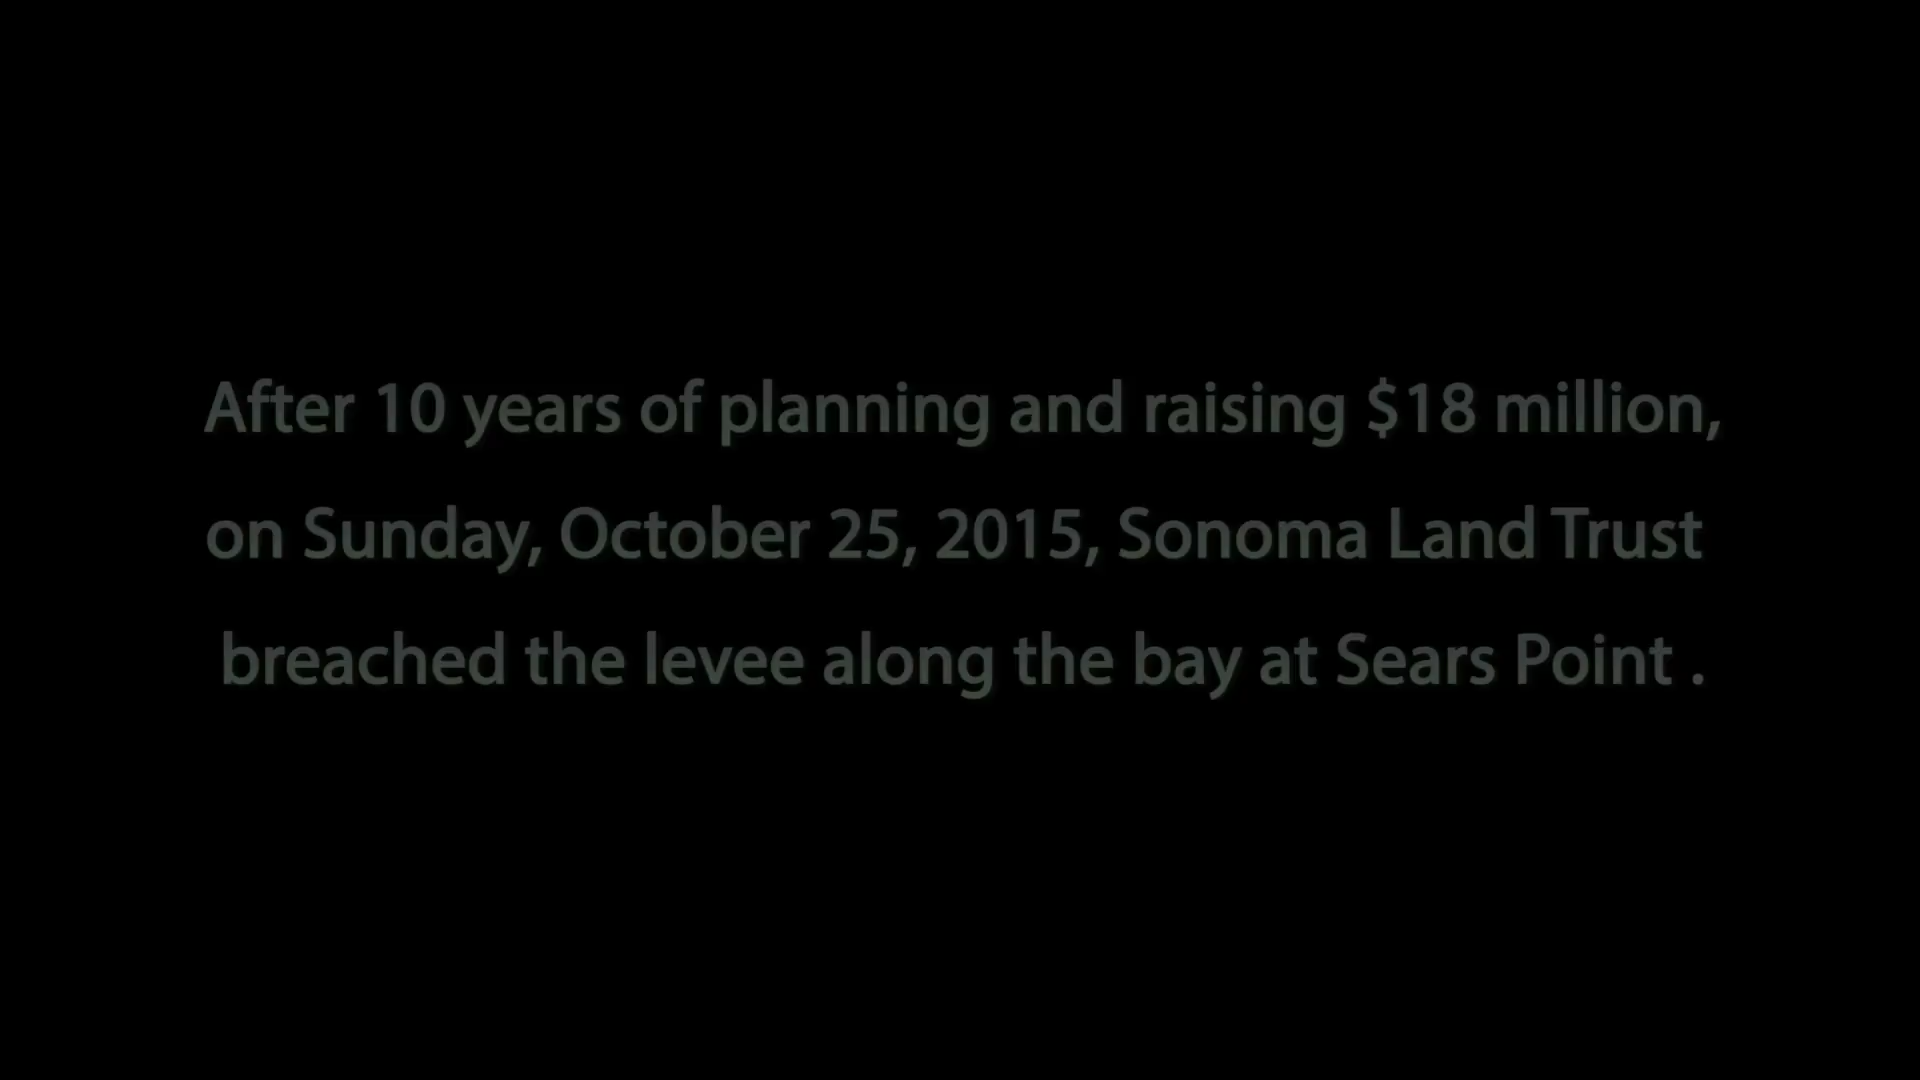 After 10 years of planning and raising $18 million,
on Sunday, October 25, 2015, Sonoma Land Trust
breached the levee along the bay at Sears Point .